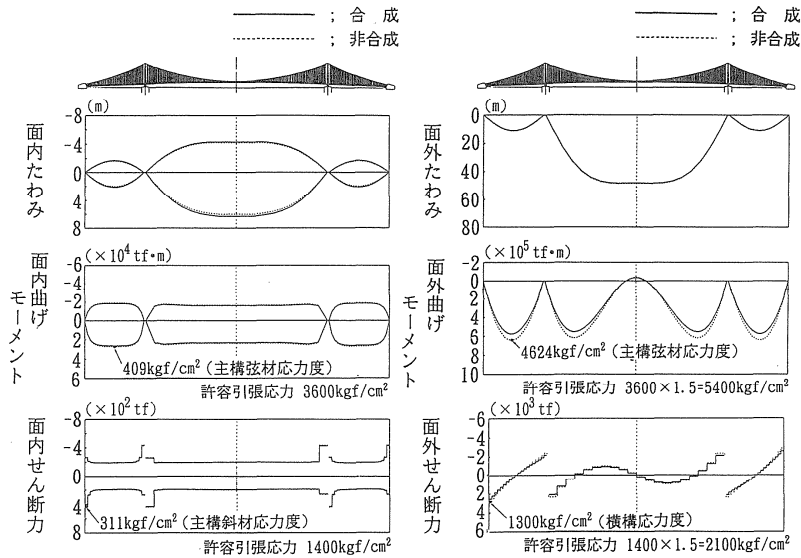 ; 合 成
; 非合成
(m)
-8
-4
0
4
8
面内たわみ
(×10⁴tf・m)
-6
-4
-2
0
2
4
6
面内曲げ
モーメント
409kgf/cm² (主構弦材応力度)
許容引張応力 3600kgf/cm²
(×10²tf)
-8
-4
0
4
8
面内せん断力
311kgf/cm² (主構斜材応力度)
許容引張応力 1400kgf/cm²
; 合 成
; 非合成
(m)
0
20
40
60
80
面外たわみ
(×10⁵tf・m)
-2
0
2
4
6
8
10
面外曲げ
モーメント
4624kgf/cm² (主構弦材応力度)
許容引張応力 3600×1.5=5400kgf/cm²
(×10³tf)
-6
-4
-2
0
2
4
6
面外せん断力
1300kgf/cm² (横構応力度)
許容引張応力 1400×1.5=2100kgf/cm²